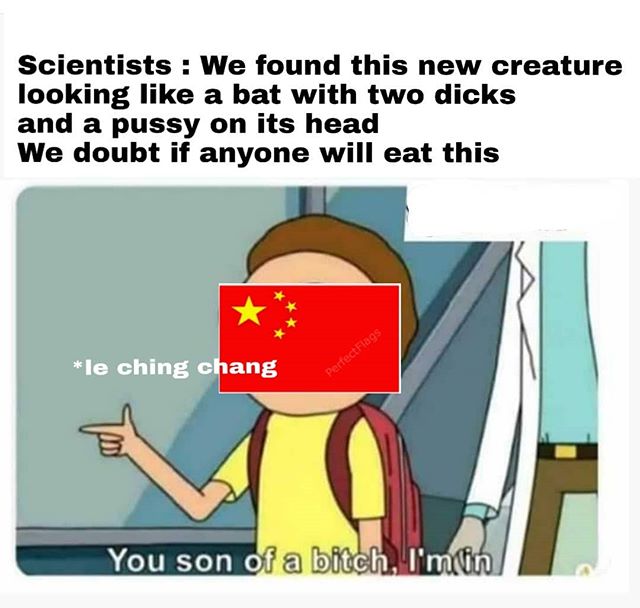 Scientists : We found this new creature
looking like a bat with two dicks
and a pussy on its head
We doubt if anyone will eat this
PerfectFlags
*le ching chang
You son of a bitch, I'm in